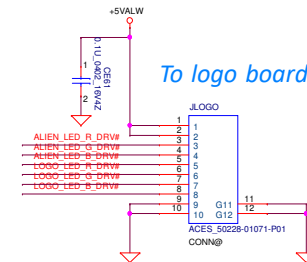 +5VALW
1
2
0.1U_0402_16V4Z
CE61
To logo board
JLOGO
1 1
2 2
ALIEN_LED_R_DRV# 3 3
ALIEN_LED_G_DRV# 4 4
ALIEN_LED_B_DRV# 5 5
LOGO_LED_R_DRV# 6 6
LOGO_LED_G_DRV# 7 7
LOGO_LED_B_DRV# 8 8
9 9 G11 11
10 10 G12 12
ACES_50228-01071-P01
CONN@